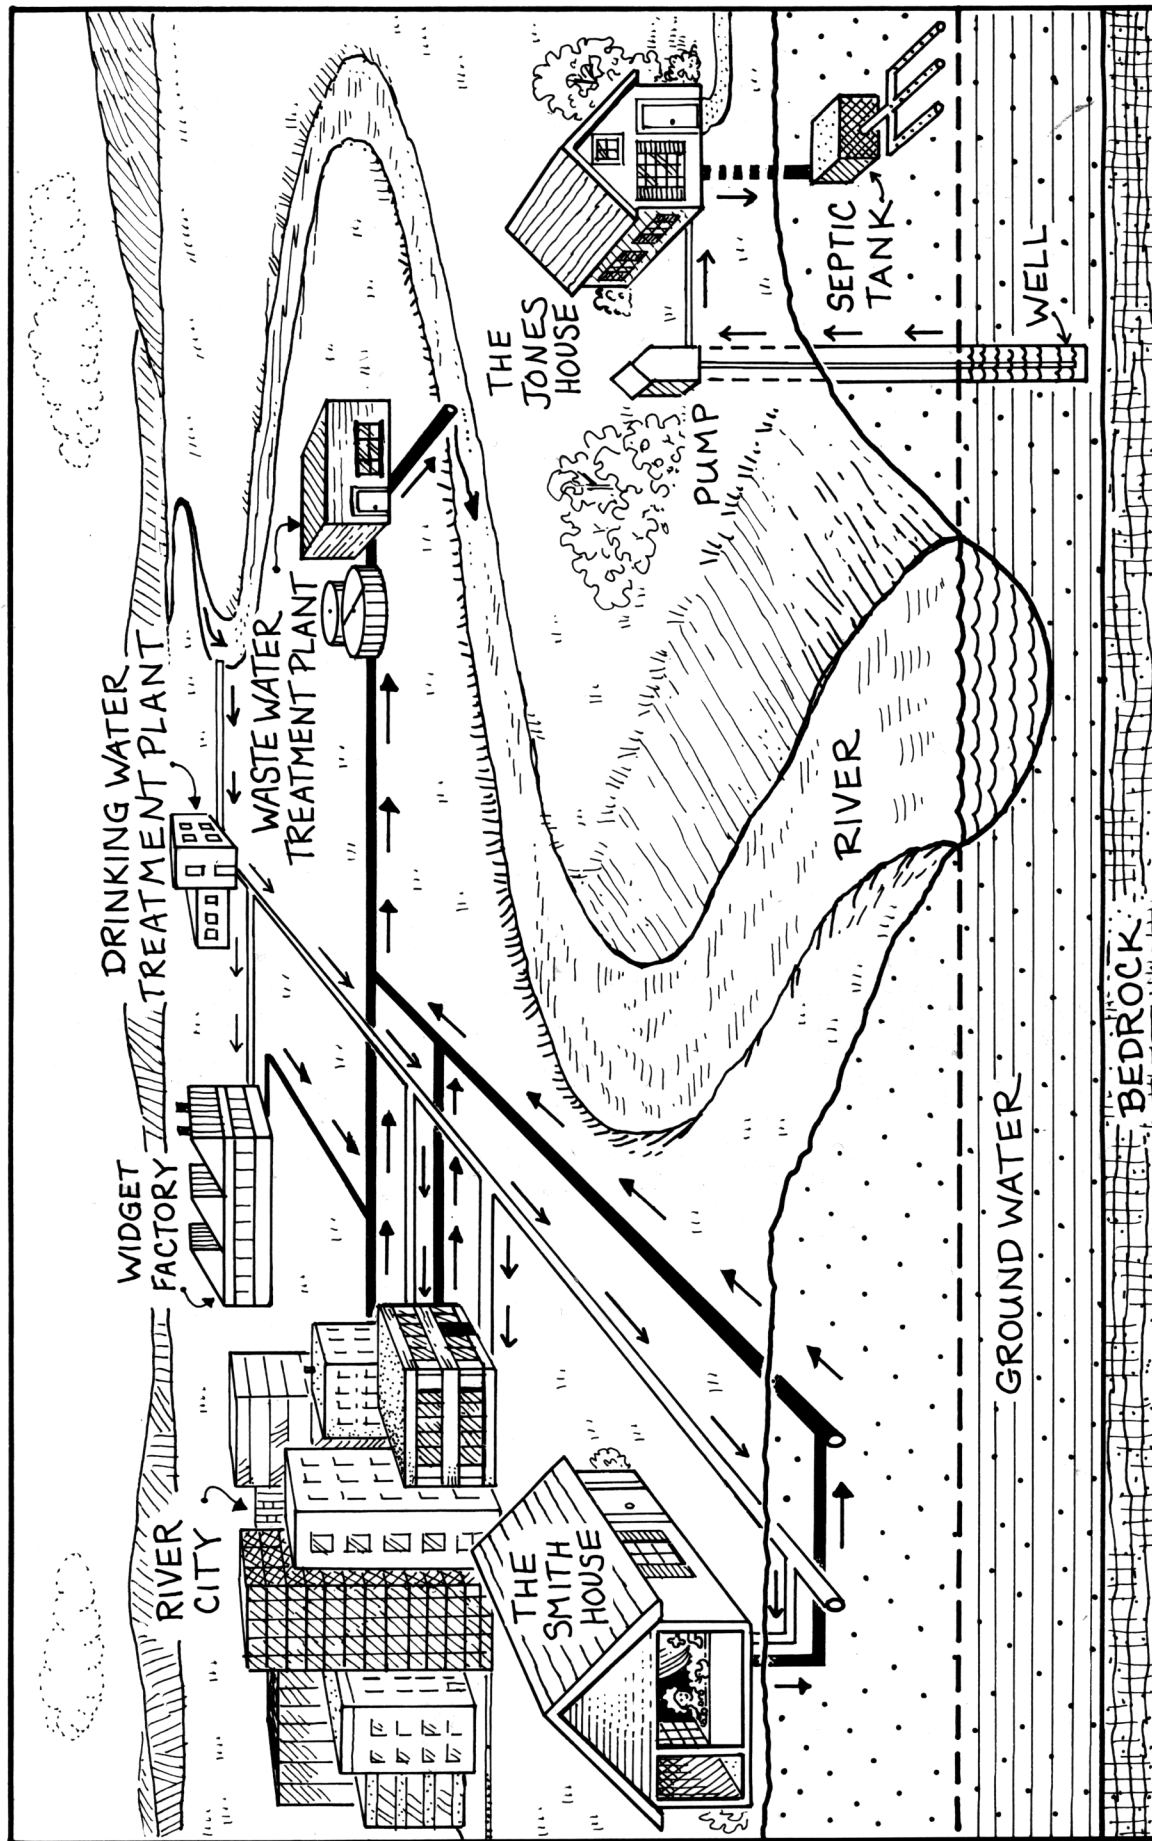 RIVER
CITY
WIDGET
FACTORY
DRINKING WATER
TREATMENT PLANT
WASTE WATER
TREATMENT PLANT
THE
SMITH
HOUSE
THE
JONES
HOUSE
PUMP
RIVER
SEPTIC
TANK
WELL
GROUND WATER
BEDROCK